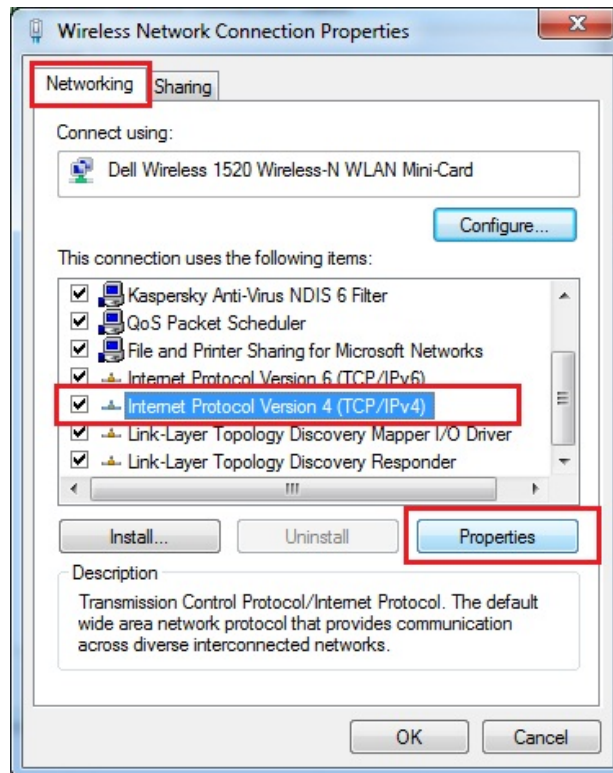 Wireless Network Connection Properties
X
Networking
Sharing
Connect using:
Dell Wireless 1520 Wireless-N WLAN Mini-Card
Configure...
This connection uses the following items:
Kaspersky Anti-Virus NDIS 6 Filter
QoS Packet Scheduler
File and Printer Sharing for Microsoft Networks
Internet Protocol Version 6 (TCP/IPv6)
Internet Protocol Version 4 (TCP/IPv4)
Link-Layer Topology Discovery Mapper I/O Driver
Link-Layer Topology Discovery Responder
Install...
Uninstall
Properties
Description
Transmission Control Protocol/Internet Protocol. The default
wide area network protocol that provides communication
across diverse interconnected networks.
OK
Cancel